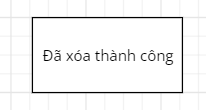 Đã xóa thành công